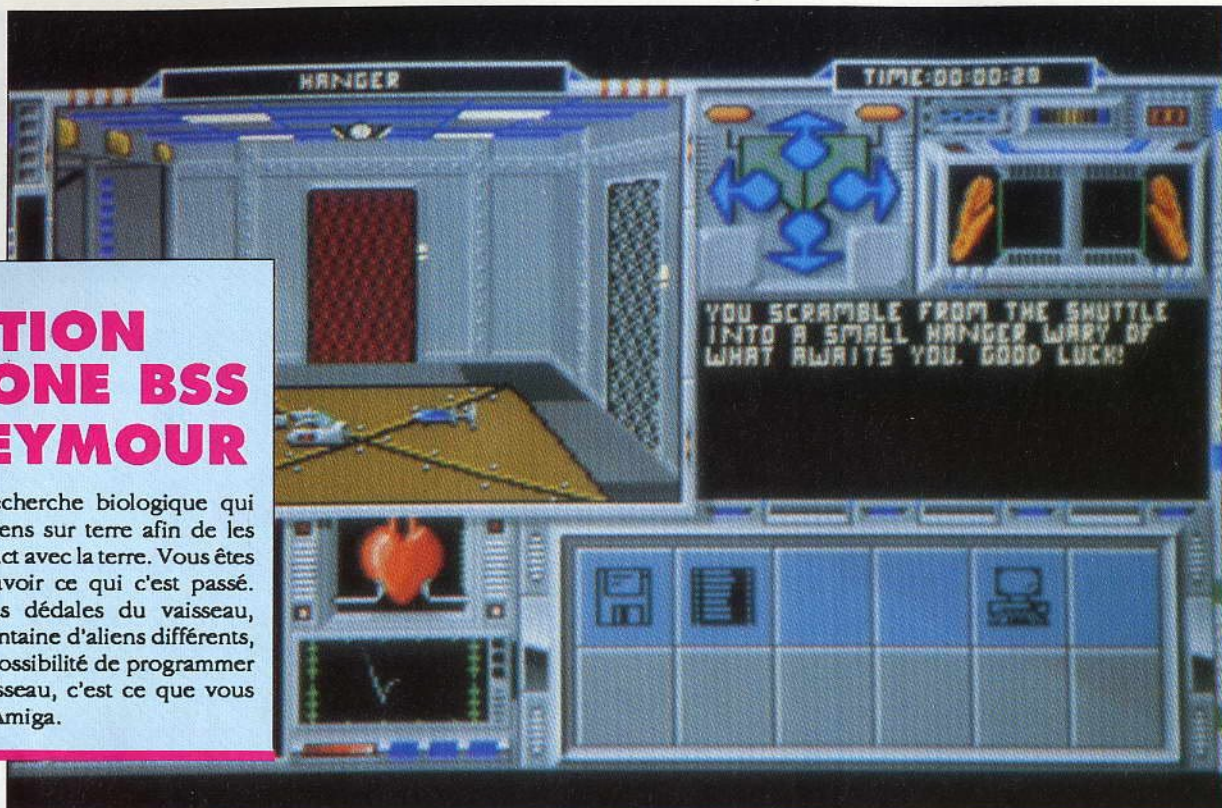 HANGER
TIME:00:00:28
YOU SCRAMBLE FROM THE SHUTTLE
INTO A SMALL HANGER WARY OF
WHAT AWAITS YOU. GOOD LUCK!
TION
ONE BSS
EYMOUR
echerche biologique qui
ens sur terre afin de les
ct avec la terre. Vous êtes
voir ce qui c'est passé.
s dédales du vaisseau,
ntaine d'aliens différents,
ossibilité de programmer
sseau, c'est ce que vous
Amiga.